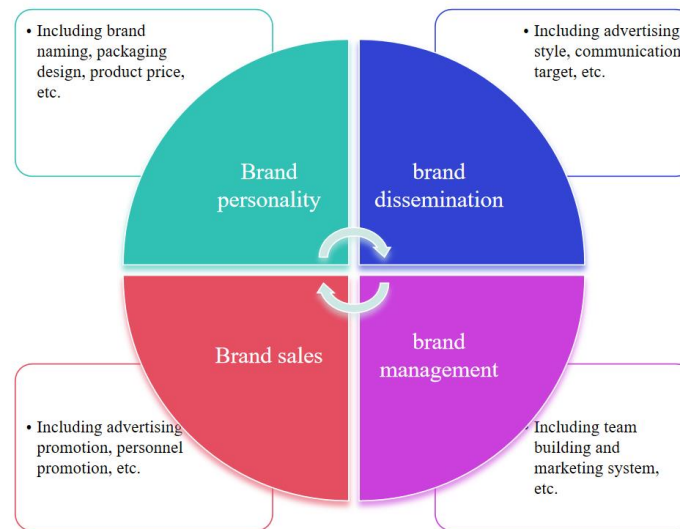 • Including brand
naming, packaging
design, product price,
etc.
• Including advertising
style, communication
target, etc.
Brand
personality
brand
dissemination
Brand sales
brand
management
• Including advertising
promotion, personnel
promotion, etc.
• Including team
building and
marketing system,
etc.